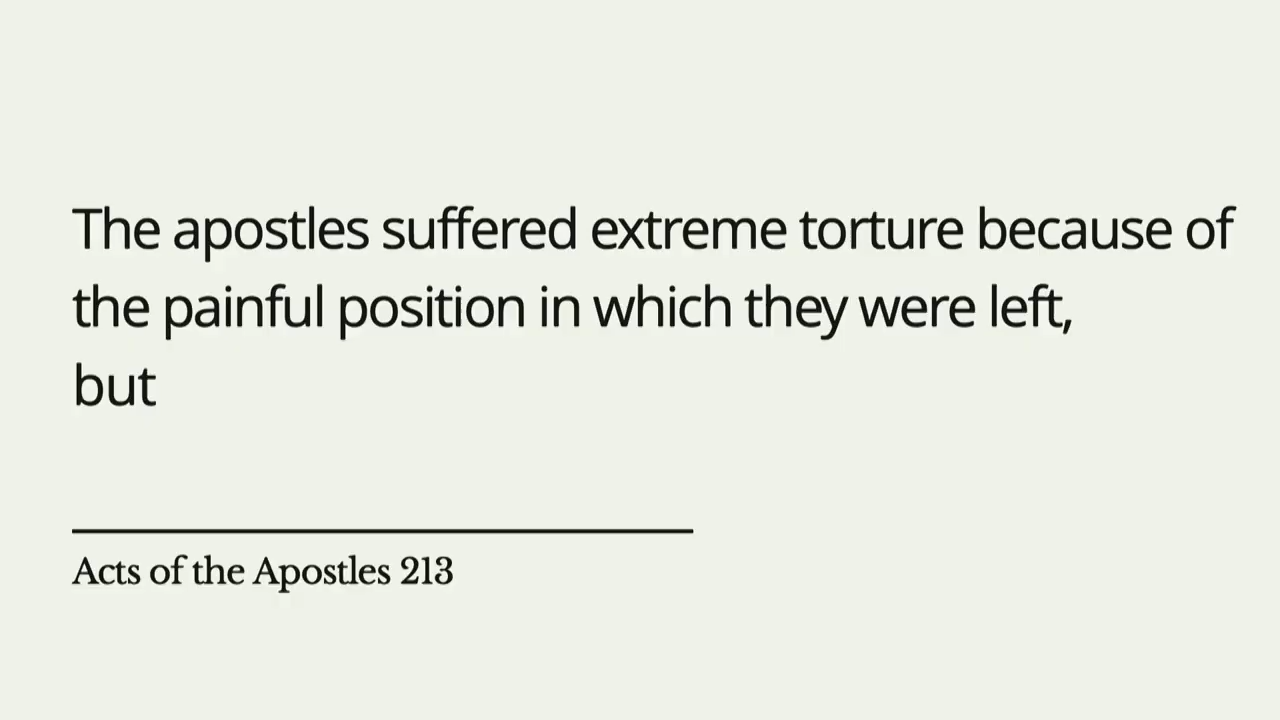 The apostles suffered extreme torture because of
the painful position in which they were left,
but
Acts of the Apostles 213